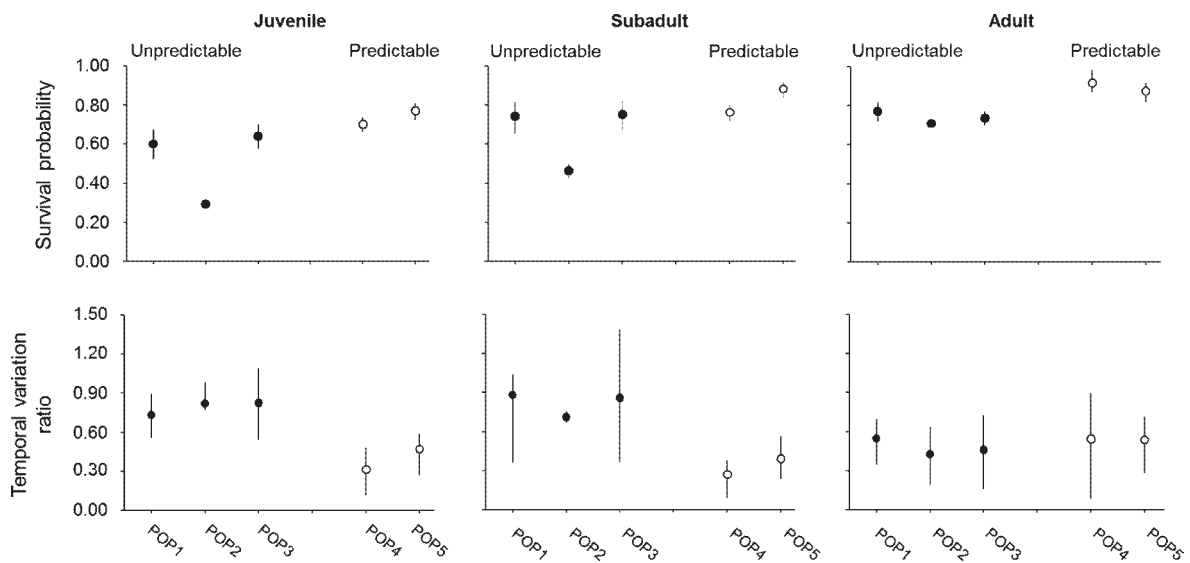 Juvenile
Subadult
Adult
Unpredictable
Predictable
Unpredictable
Predictable
Unpredictable
Predictable
Survival probability
1.00
0.80
0.60
0.40
0.20
0.00
Temporal variation
ratio
1.50
1.20
0.90
0.60
0.30
0.00
POP1
POP2
POP3
POP4
POP5
POP1
POP2
POP3
POP4
POP5
POP1
POP2
POP3
POP4
POP5